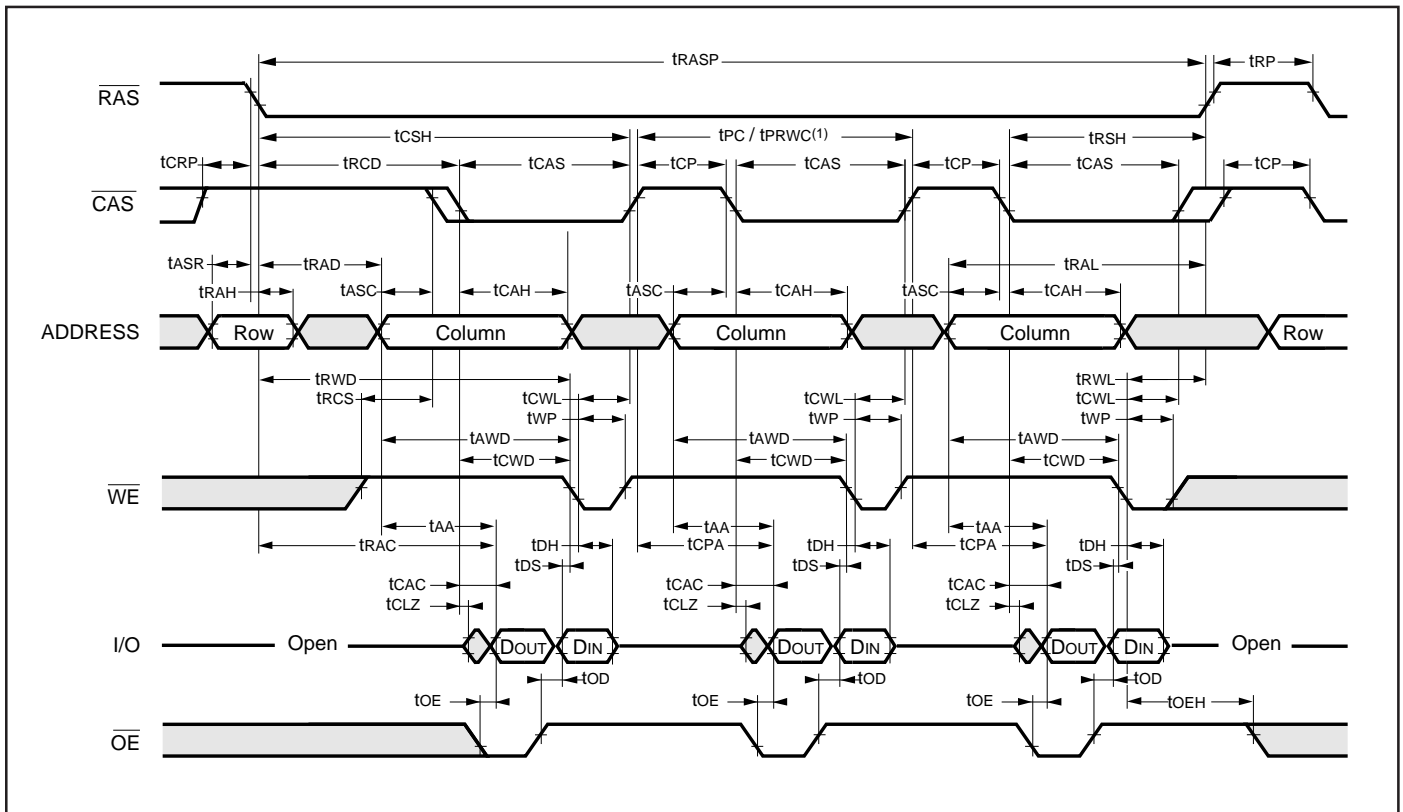 tRASP tRP
RAS
tCSH tPC / tPRWC(1) tRSH
tCRP tRCD tCAS tCP tCAS tCP tCAS tCP
CAS
tASR tRAD tRAL
tRAH tASC tCAH tASC tCAH tASC tCAH
ADDRESS Row Column Column Column Row
tRWD tRWL
tRCS tCWL tCWL tCWL
tWP tWP tWP
tAWD tAWD tAWD
tCWD tCWD tCWD
WE
tAA tAA tAA
tRAC tDH tCPA tDH tCPA tDH
tDS tDS tDS
tCAC tCAC tCAC
tCLZ tCLZ tCLZ
I/O Open DOUT DIN DOUT DIN DOUT DIN Open
tOD tOD tOD
tOE tOE tOE tOEH
OE